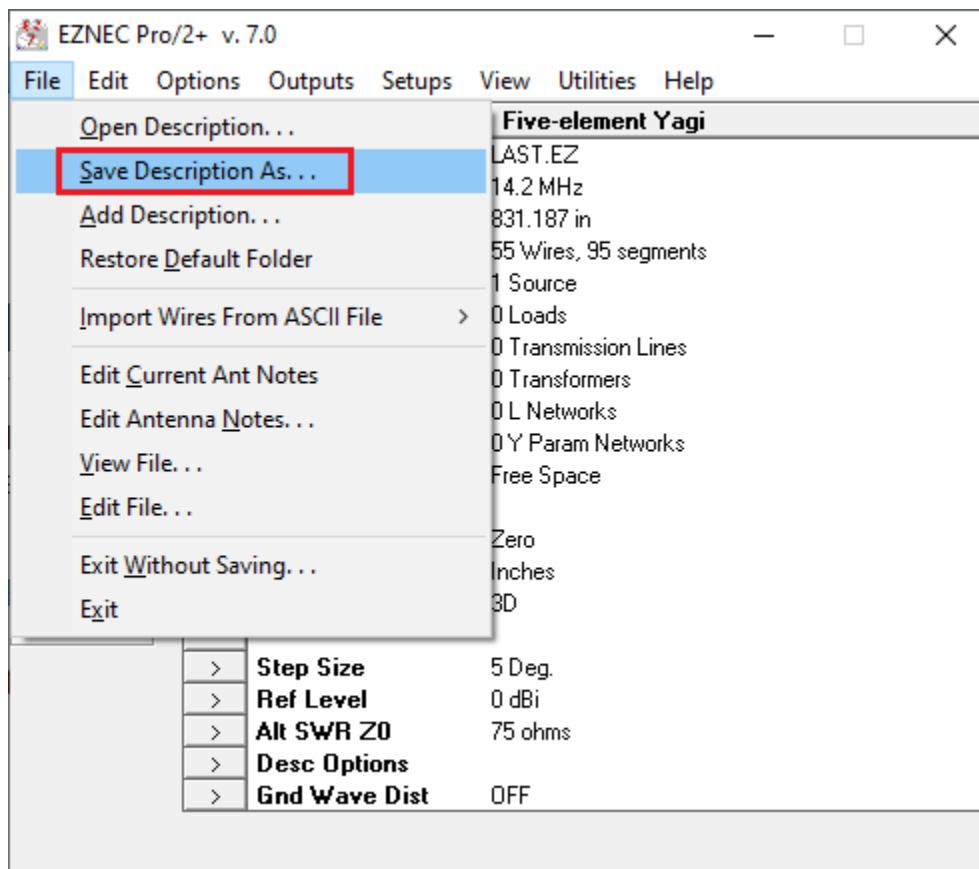 EZNEC Pro/2+ v. 7.0
File Edit Options Outputs Setups View Utilities Help
Open Description. . .
Save Description As. . .
Add Description. . .
Restore Default Folder
Import Wires From ASCII File >
Edit Current Ant Notes
Edit Antenna Notes. . .
View File. . .
Edit File. . .
Exit Without Saving. . .
Exit
Five-element Yagi
LAST.EZ
14.2 MHz
831.187 in
55 Wires, 95 segments
1 Source
0 Loads
0 Transmission Lines
0 Transformers
0 L Networks
0 Y Param Networks
Free Space
Zero
Inches
3D
> Step Size 5 Deg.
> Ref Level 0 dBi
> Alt SWR Z0 75 ohms
> Desc Options
> Gnd Wave Dist OFF